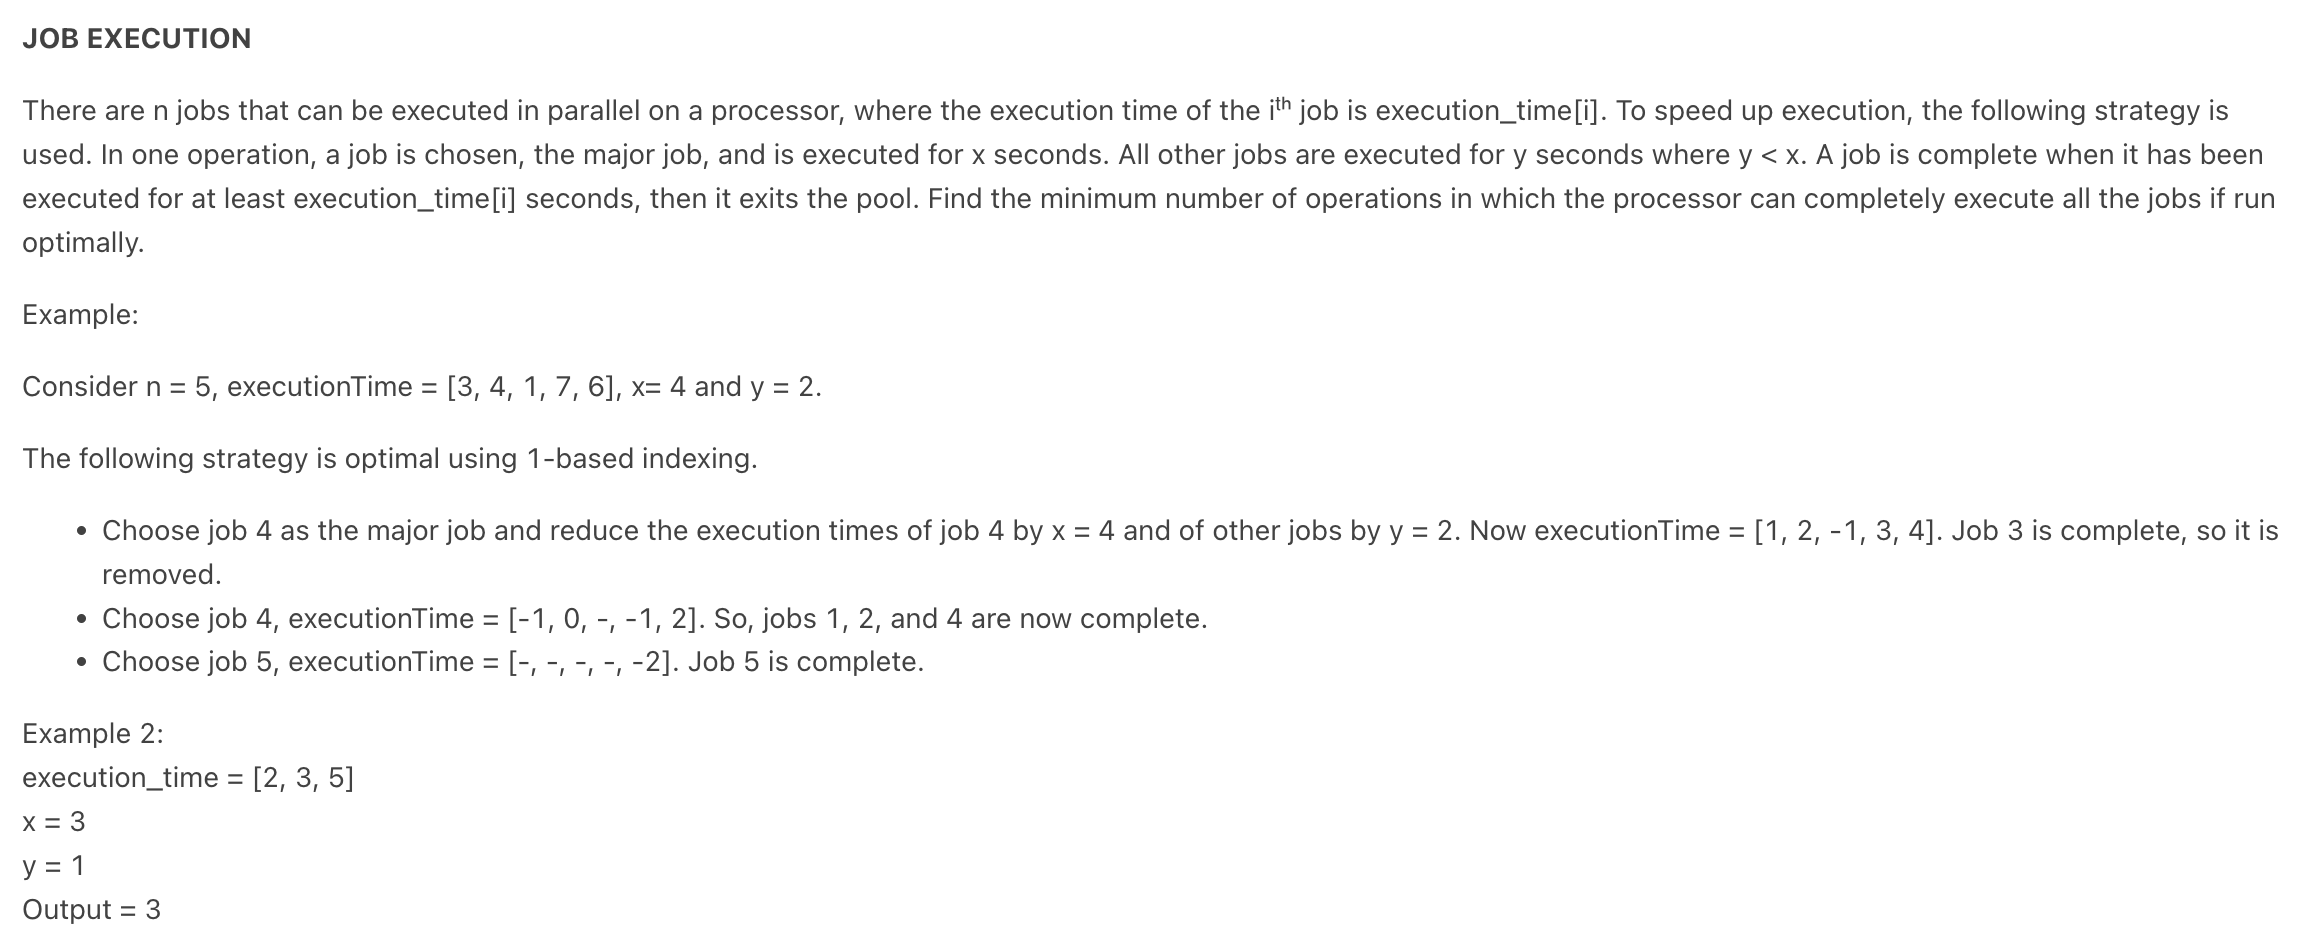 JOB EXECUTION
There are n jobs that can be executed in parallel on a processor, where the execution time of the ith job is execution_time[i]. To speed up execution, the following strategy is
used. In one operation, a job is chosen, the major job, and is executed for x seconds. All other jobs are executed for y seconds where y < x. A job is complete when it has been
executed for at least execution_time[i] seconds, then it exits the pool. Find the minimum number of operations in which the processor can completely execute all the jobs if run
optimally.
Example:
Consider n = 5, executionTime = [3, 4, 1, 7, 6], x= 4 and y = 2.
The following strategy is optimal using 1-based indexing.
• Choose job 4 as the major job and reduce the execution times of job 4 by x = 4 and of other jobs by y = 2. Now executionTime = [1, 2, -1, 3, 4]. Job 3 is complete, so it is
removed.
• Choose job 4, executionTime = [-1, 0, -, -1, 2]. So, jobs 1, 2, and 4 are now complete.
• Choose job 5, executionTime = [-, -, -, -, -2]. Job 5 is complete.
Example 2:
execution_time = [2, 3, 5]
x = 3
y = 1
Output = 3